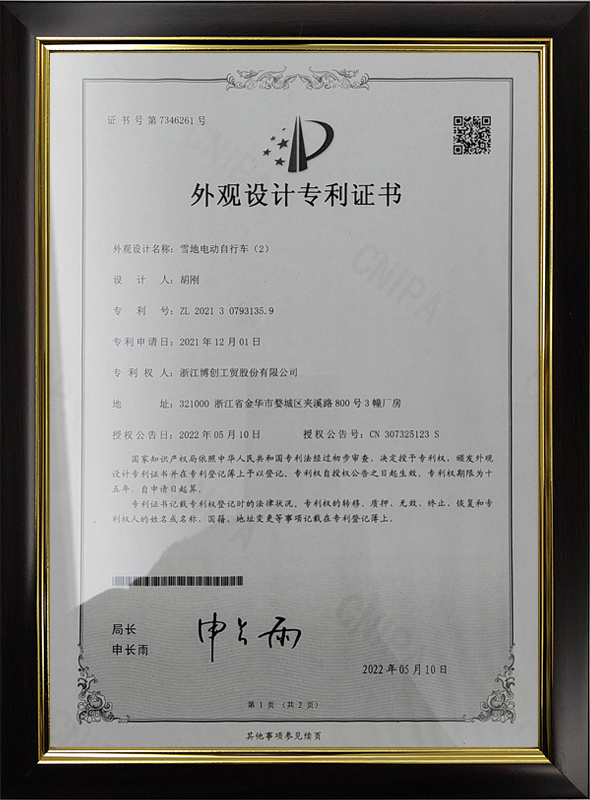 证书号第7346261号
外观设计专利证书
外观设计名称：雪地电动自行车（2）
设计人：胡刚
专利号：ZL 2021 3 0793135.9
专利申请日：2021年12月01日
专利权人：浙江博创工贸股份有限公司
地址：321000 浙江省金华市婺城区夹溪路800号3幢厂房
授权公告日：2022年05月10日 授权公告号：CN 307325123 S
国家知识产权局依照中华人民共和国专利法经过初步审查，决定授予专利权，颁发外观
设计专利证书并在专利登记簿上予以登记。专利权自授权公告之日起生效。专利权期限为十
五年，自申请日起算。
专利证书记载专利权登记时的法律状况。专利权的转移、质押、无效、终止、恢复和专
利权人的姓名或名称、国籍、地址变更等事项记载在专利登记簿上。
局长
申长雨
申长雨
2022年05月10日
第1页（共2页）
其他事项参见续页
CNIPA
CNIPA